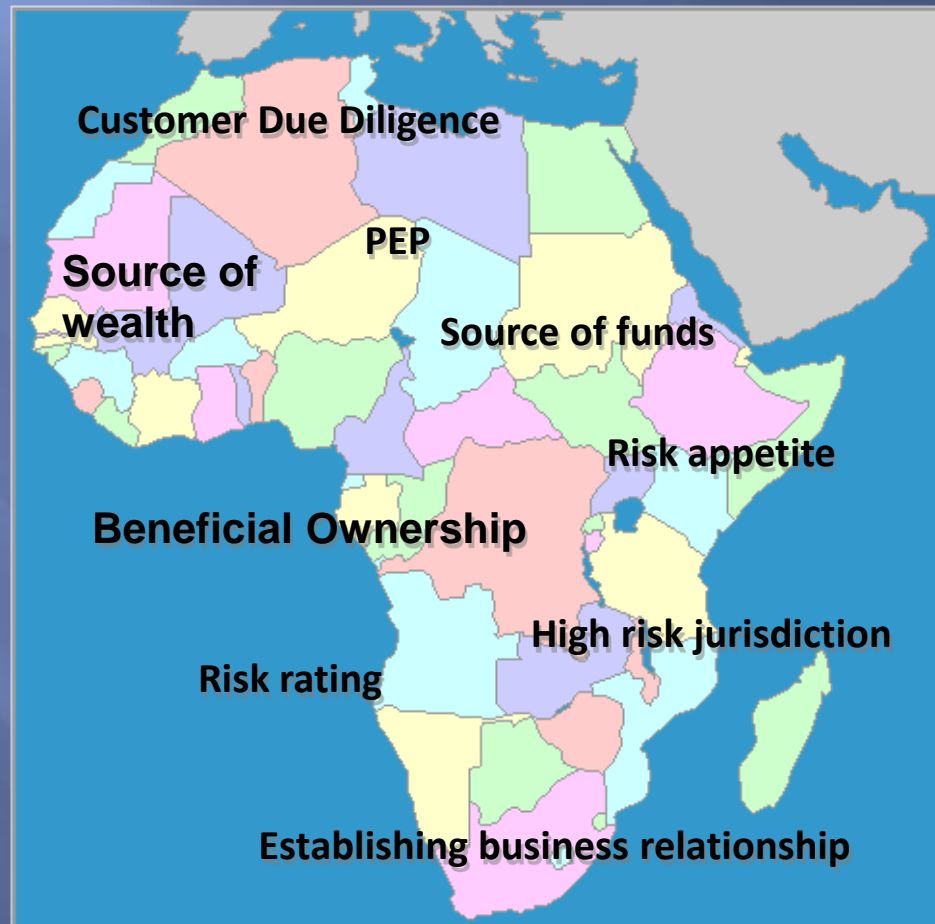 Customer Due Diligence
PEP
Source of
wealth
Source of funds
Risk appetite
Beneficial Ownership
High risk jurisdiction
Risk rating
Establishing business relationship